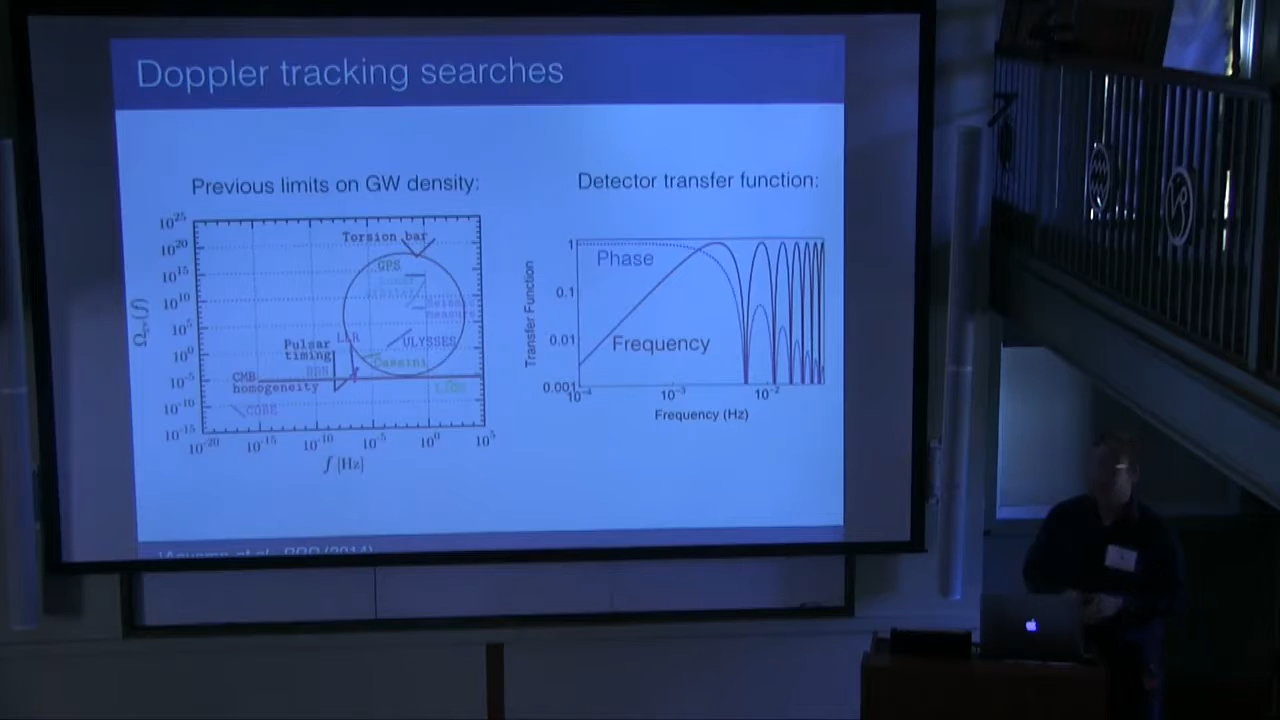 Doppler tracking searches
Previous limits on GW density:
10^25
10^20
10^15
10^10
10^5
10^0
10^-5
10^-10
10^-15
Ωgw(f)
Torsion bar
GPS
ULYSSES
LLR
Pulsar
timing
Cassini
CMB
homogeneity
COBE
10^-20
10^-15
10^-10
10^-5
10^0
10^5
f [Hz]
Detector transfer function:
1
0.1
0.01
0.001
Transfer Function
Phase
Frequency
10^-4
10^-3
10^-2
Frequency (Hz)